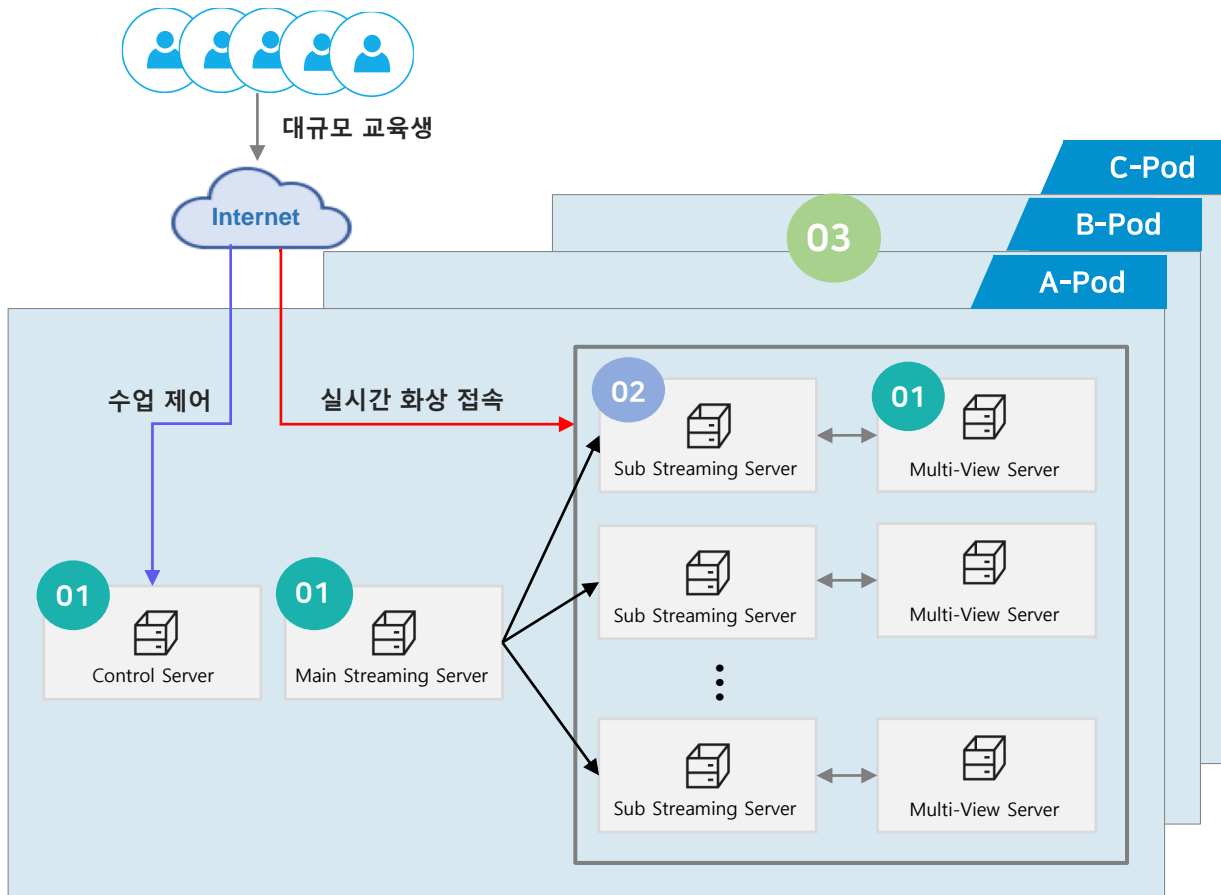 대규모 교육생
Internet
C-Pod
B-Pod
A-Pod
03
수업 제어
실시간 화상 접속
02
01
Sub Streaming Server
Multi-View Server
Sub Streaming Server
Multi-View Server
01
01
Control Server
Main Streaming Server
Sub Streaming Server
Multi-View Server